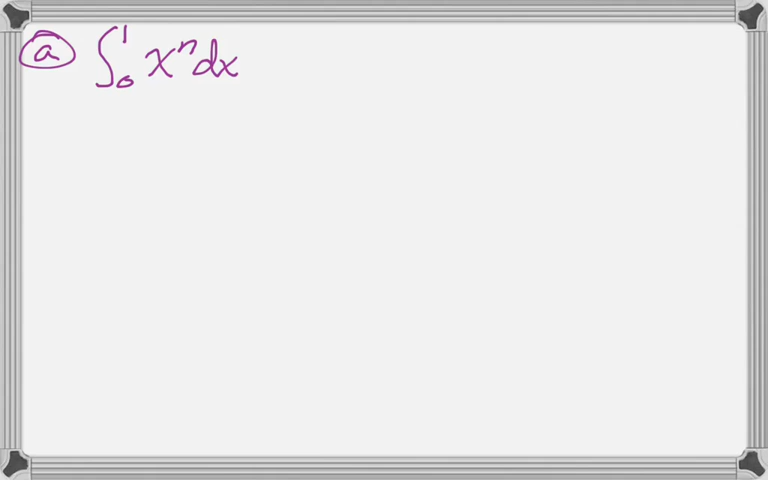 ⓐ ∫₀¹ xⁿ dx